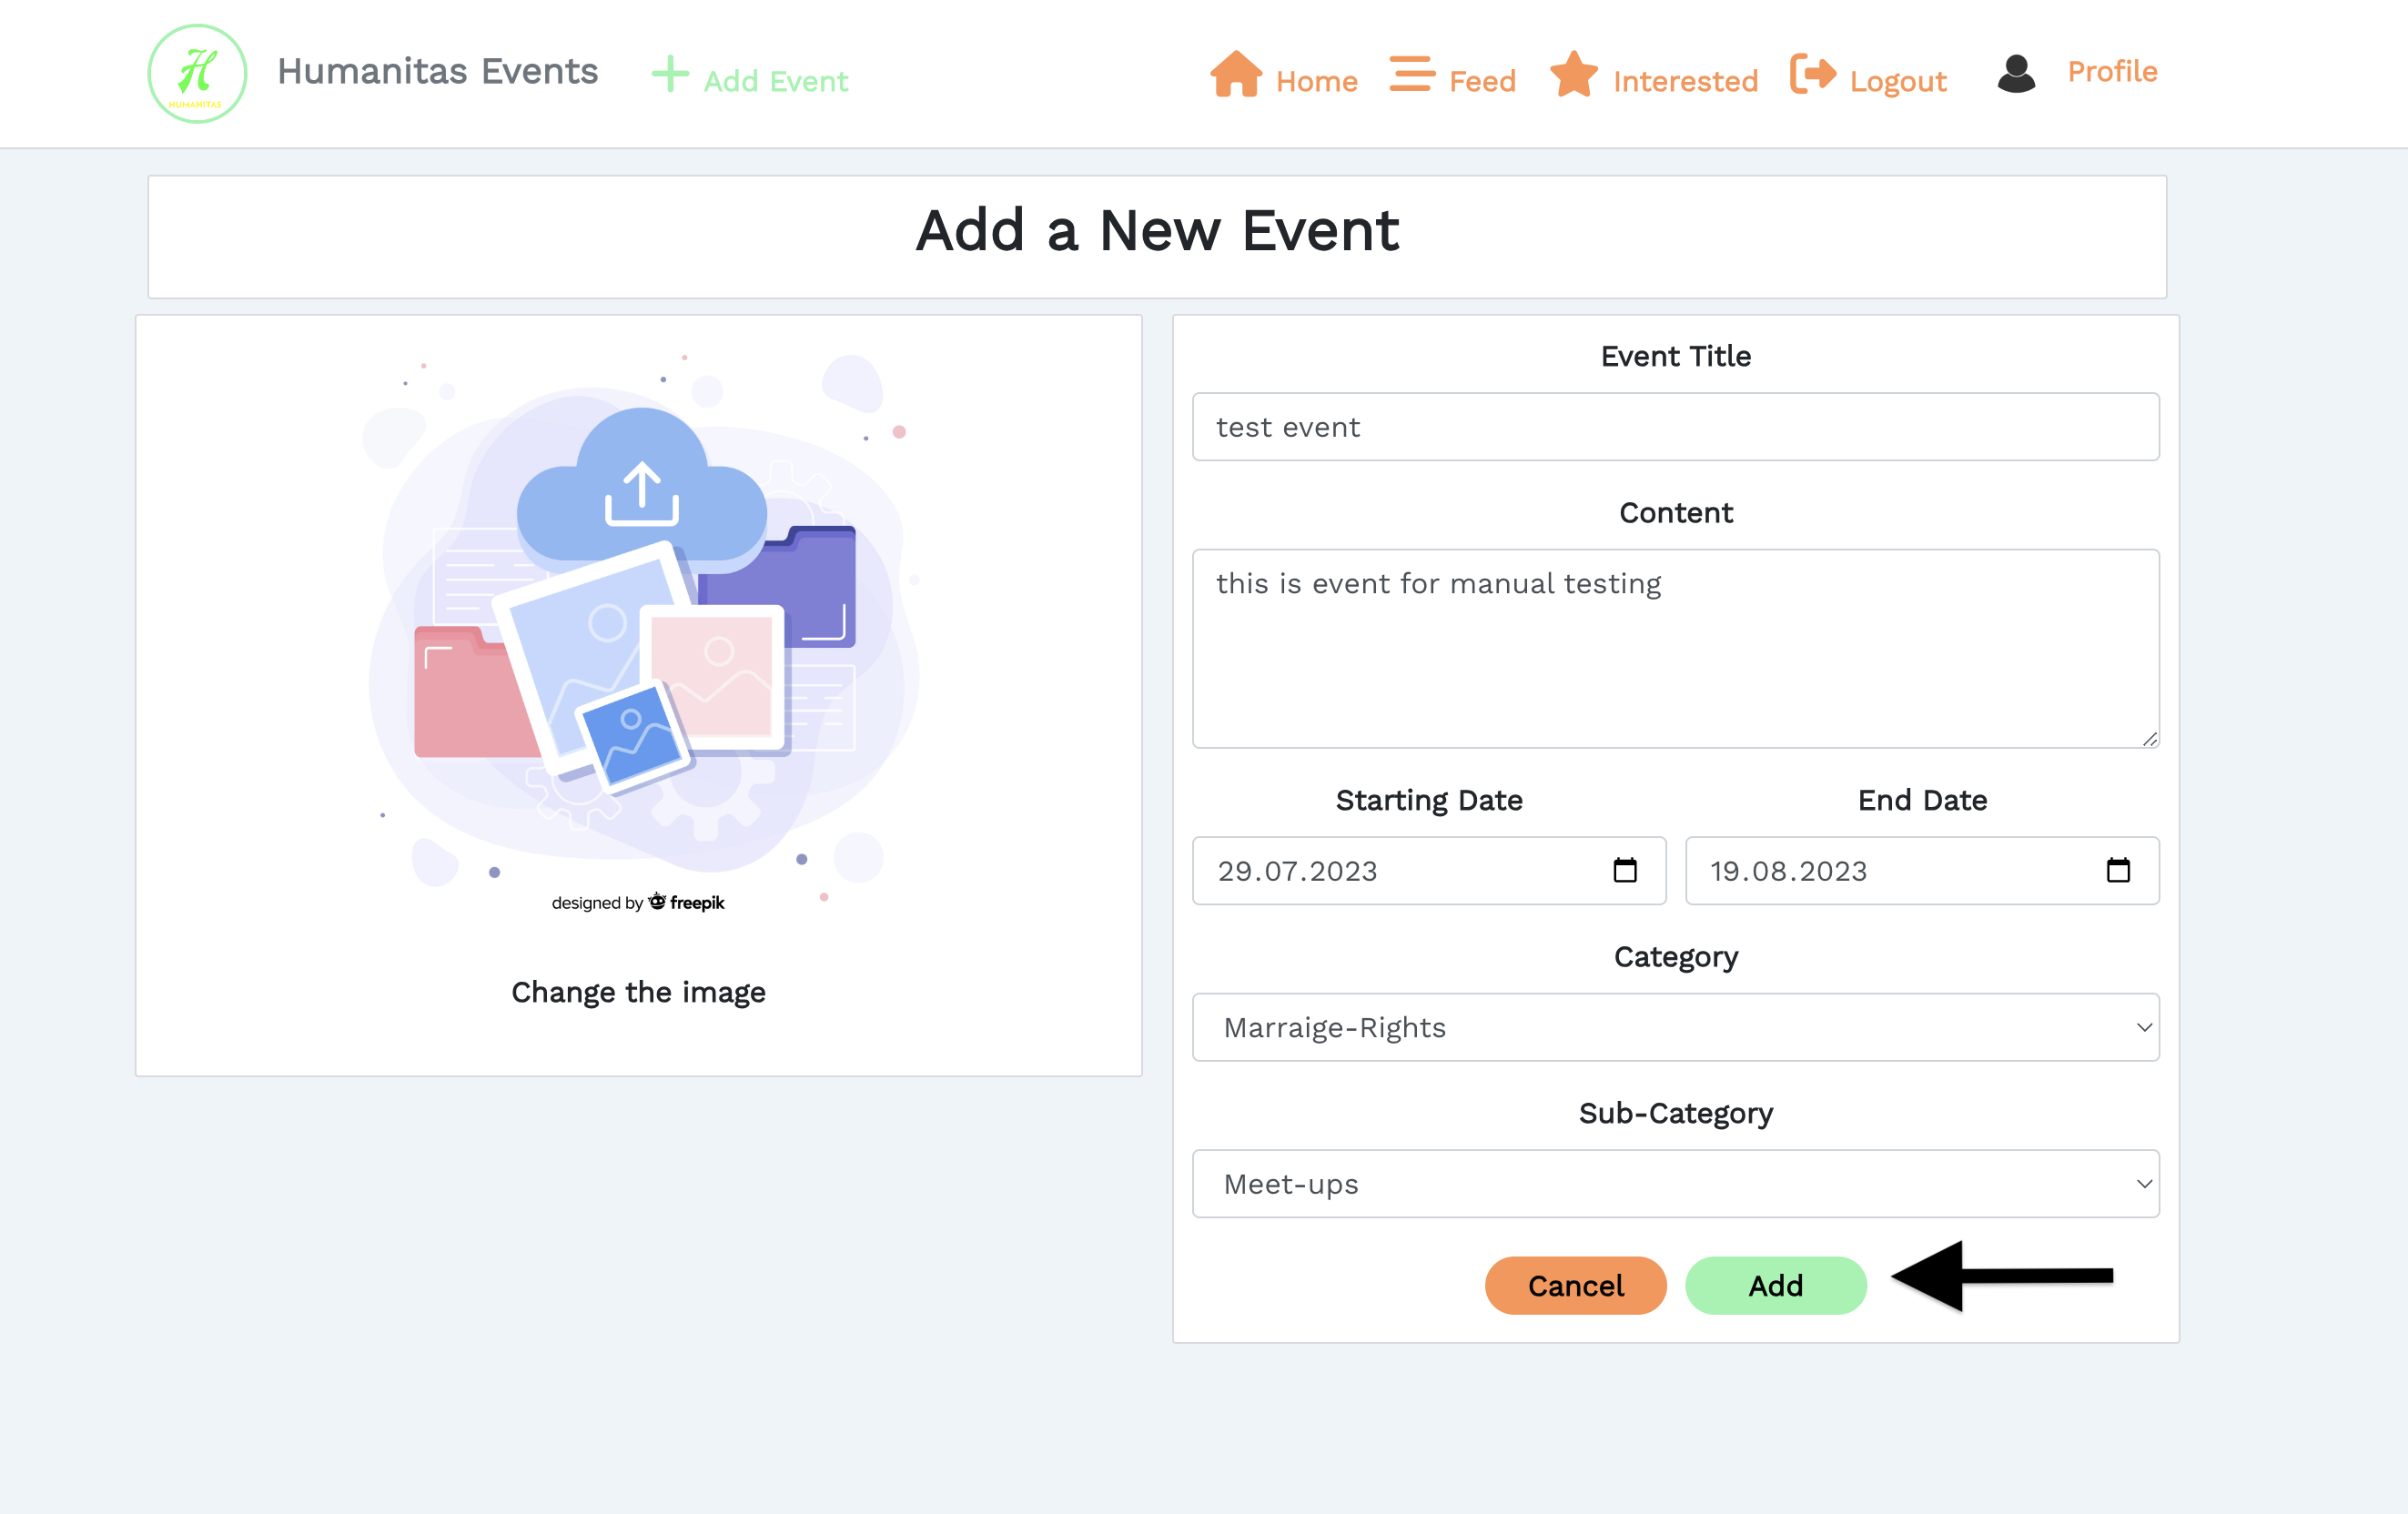 H
HUMANITAS
Humanitas Events
Add Event
Home
Feed
Interested
Logout
Profile
Add a New Event
designed by freepik
Change the image
Event Title
test event
Content
this is event for manual testing
Starting Date
End Date
29.07.2023
19.08.2023
Category
Marraige-Rights
Sub-Category
Meet-ups
Cancel
Add